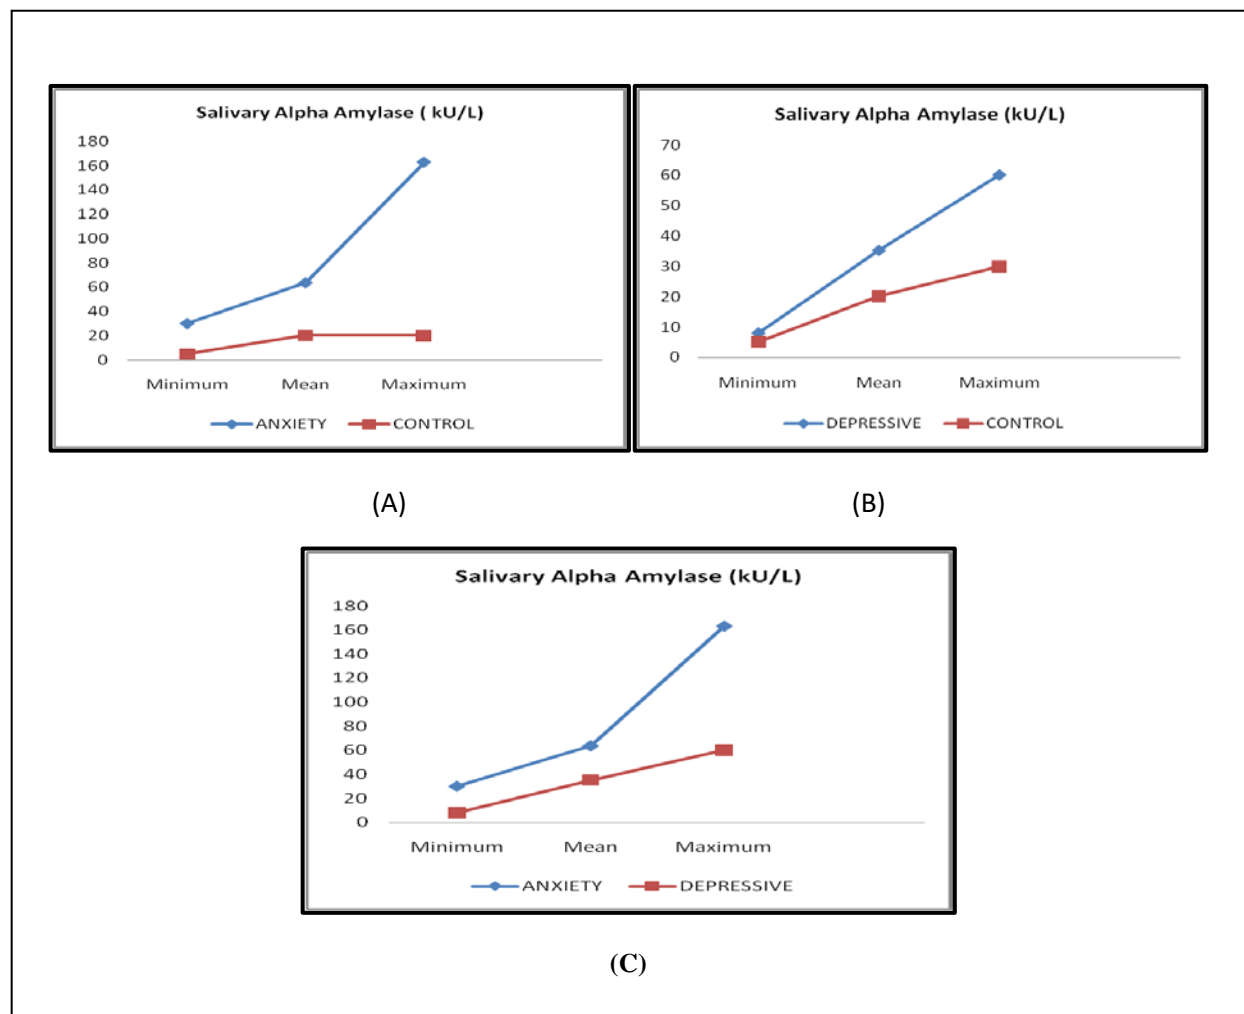 Salivary Alpha Amylase ( kU/L)
180
160
140
120
100
80
60
40
20
0
Minimum Mean Maximum
ANXIETY CONTROL
(A)
Salivary Alpha Amylase (kU/L)
70
60
50
40
30
20
10
0
Minimum Mean Maximum
DEPRESSIVE CONTROL
(B)
Salivary Alpha Amylase (kU/L)
180
160
140
120
100
80
60
40
20
0
Minimum Mean Maximum
ANXIETY DEPRESSIVE
(C)